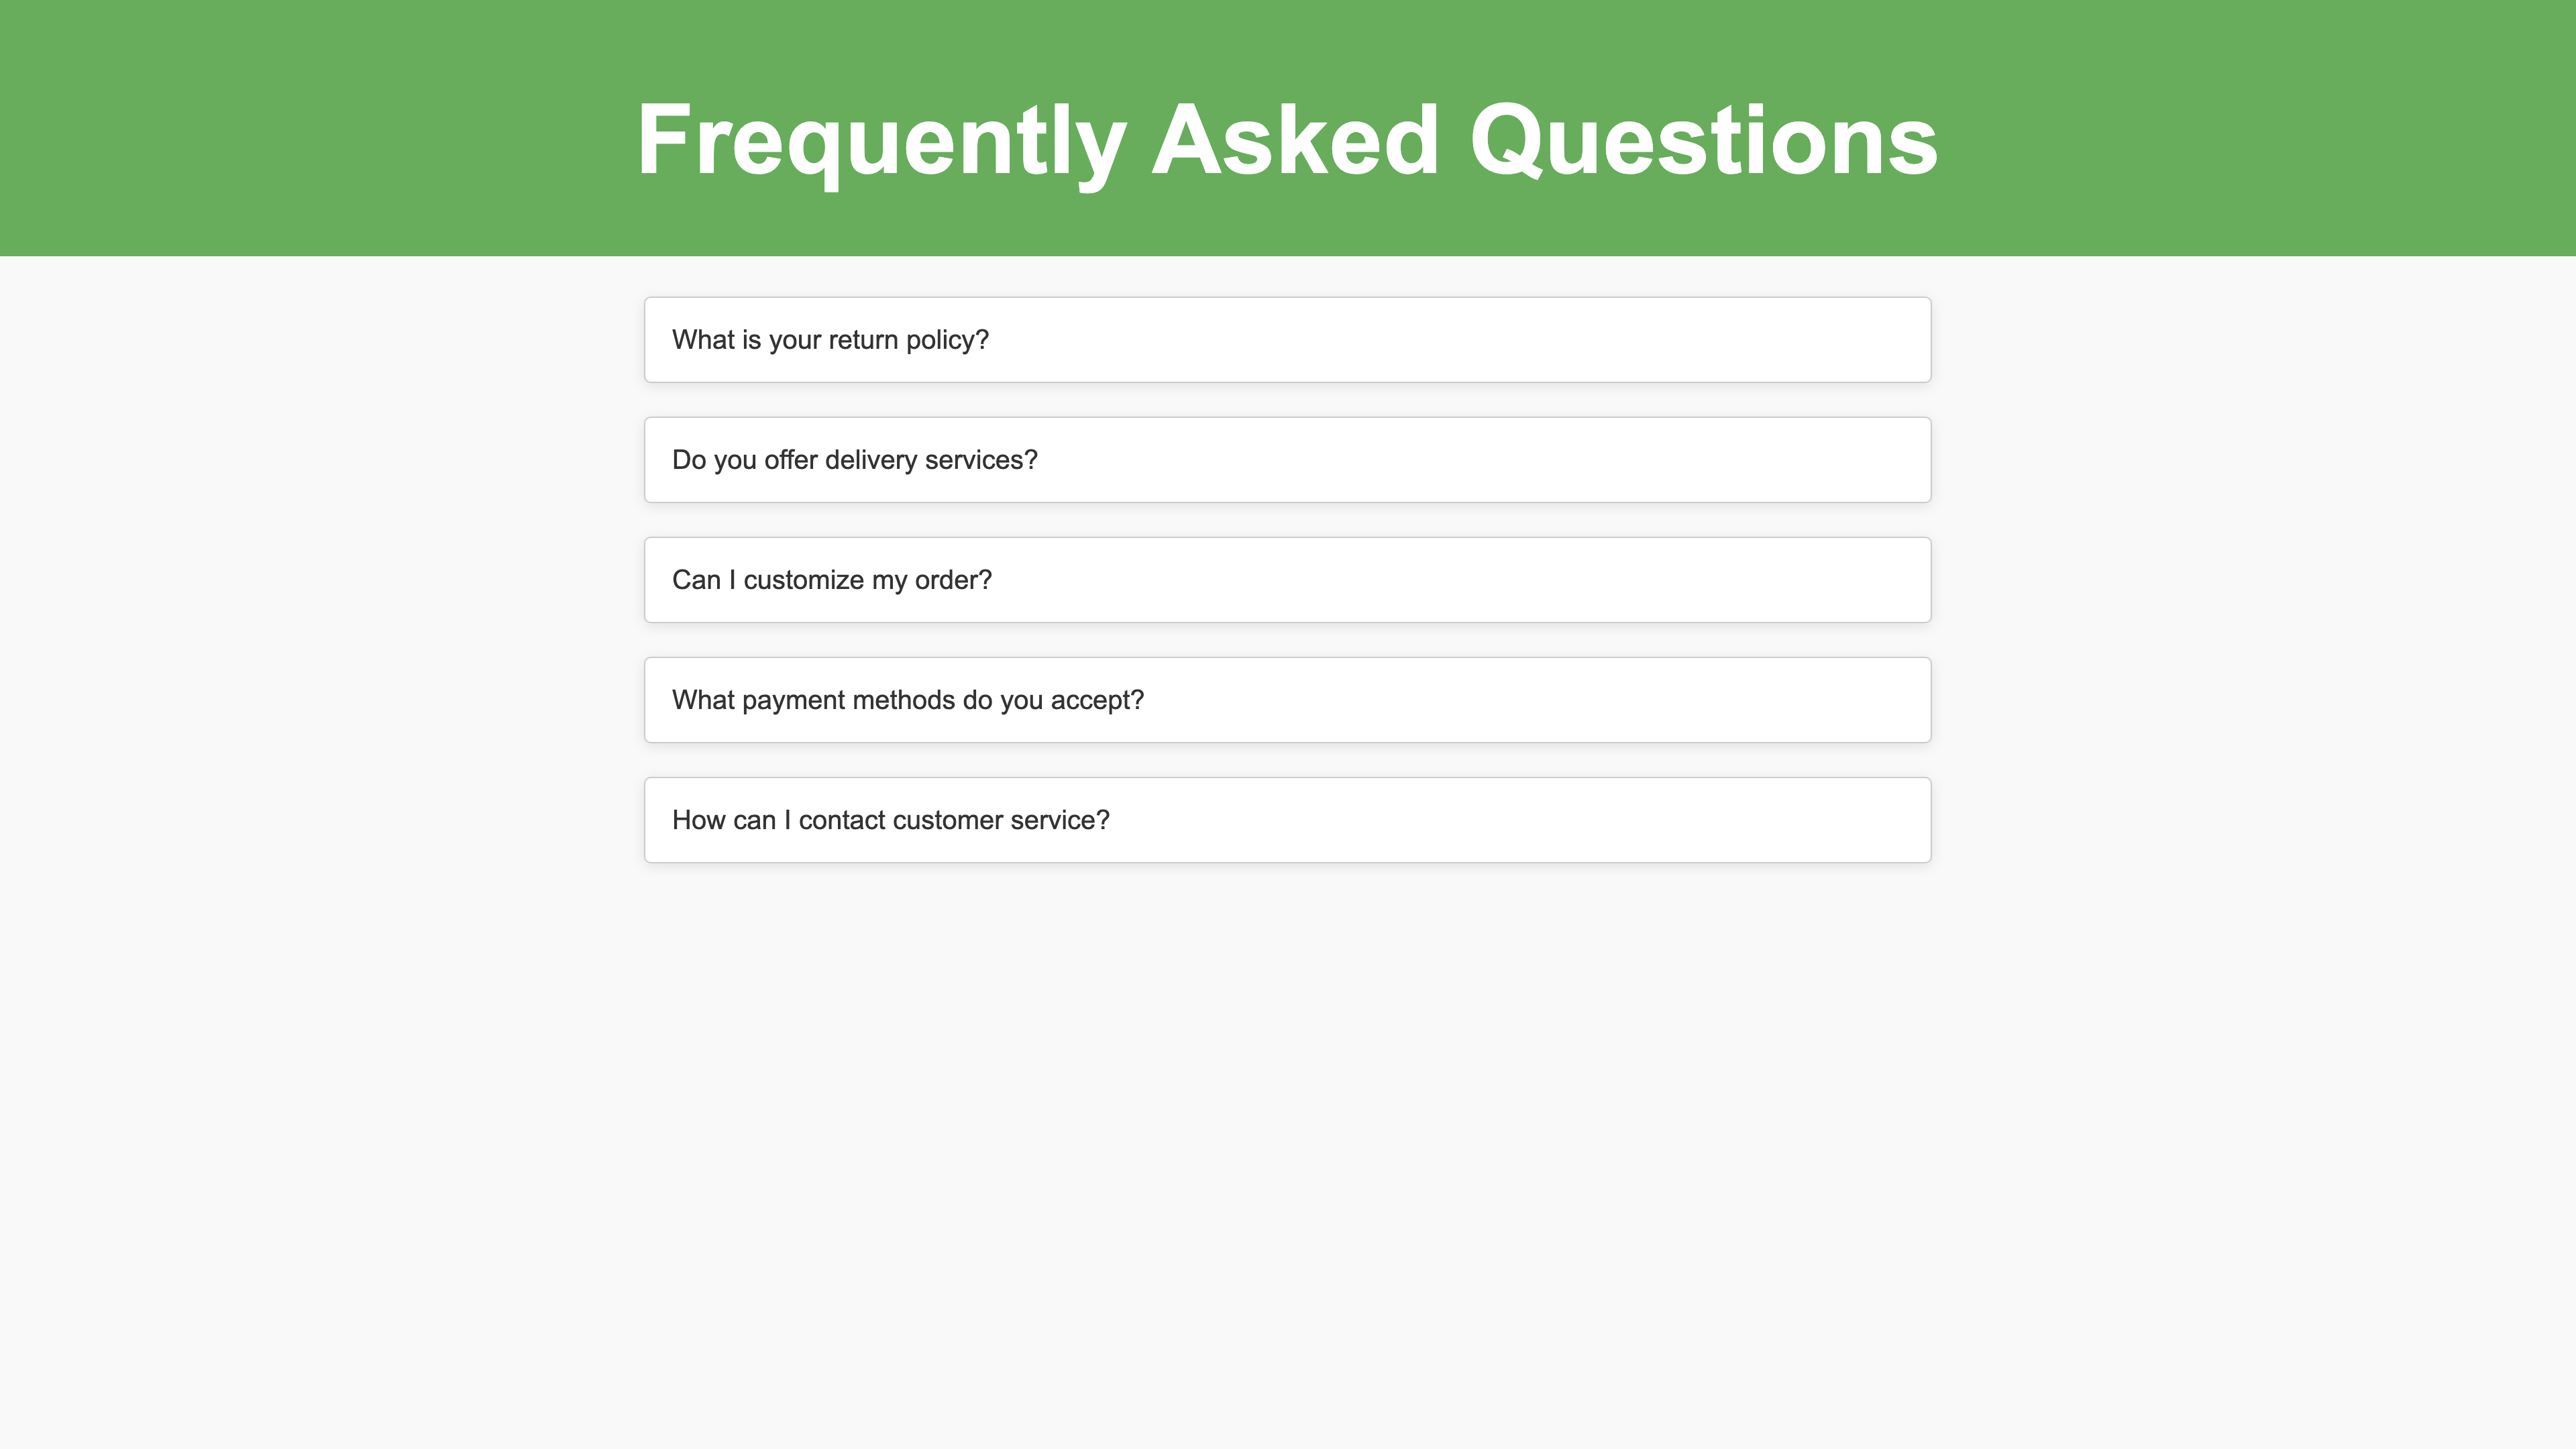 Frequently Asked Questions
What is your return policy?
Do you offer delivery services?
Can I customize my order?
What payment methods do you accept?
How can I contact customer service?